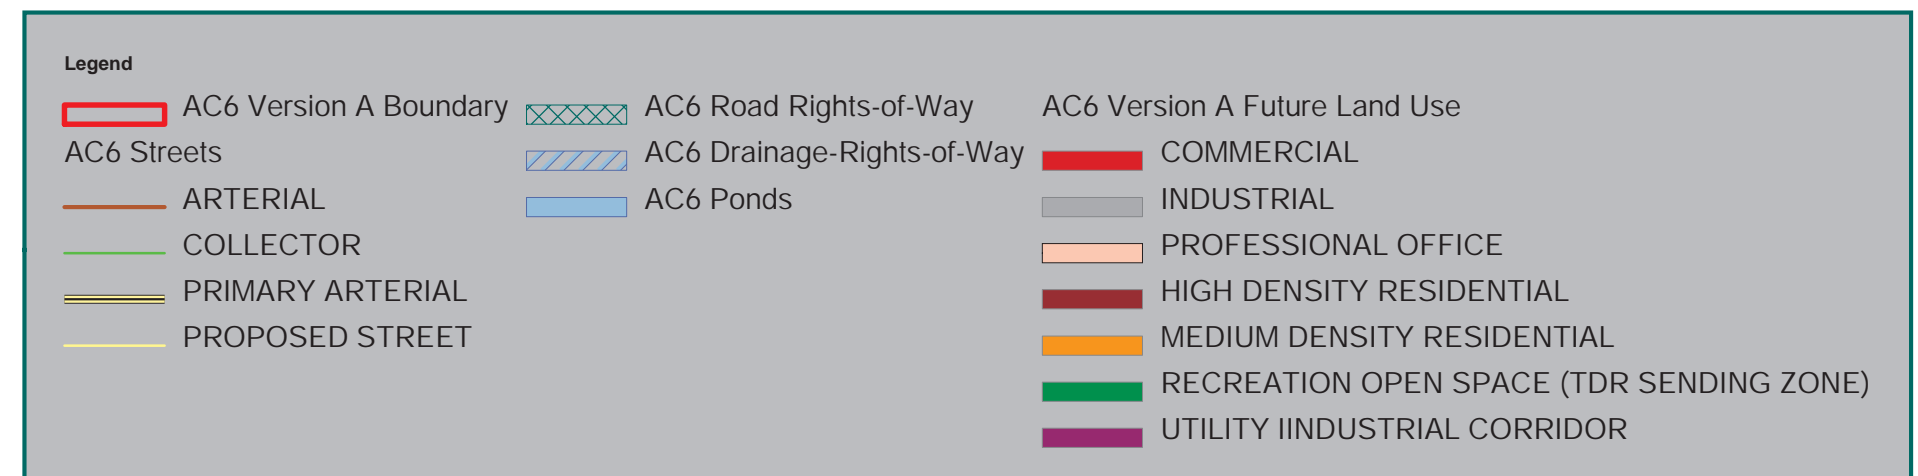 Legend
AC6 Version A Boundary
AC6 Streets
ARTERIAL
COLLECTOR
PRIMARY ARTERIAL
PROPOSED STREET
AC6 Road Rights-of-Way
AC6 Drainage-Rights-of-Way
AC6 Ponds
AC6 Version A Future Land Use
COMMERCIAL
INDUSTRIAL
PROFESSIONAL OFFICE
HIGH DENSITY RESIDENTIAL
MEDIUM DENSITY RESIDENTIAL
RECREATION OPEN SPACE (TDR SENDING ZONE)
UTILITY IINDUSTRIAL CORRIDOR